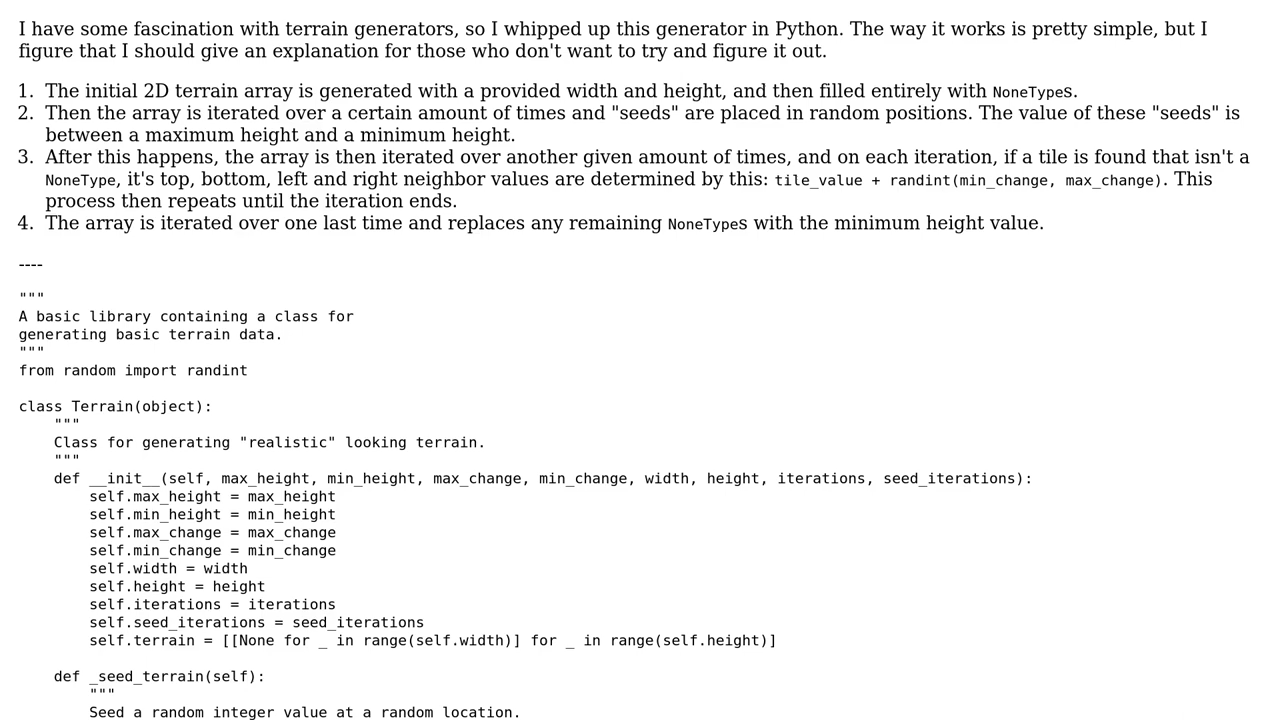 I have some fascination with terrain generators, so I whipped up this generator in Python. The way it works is pretty simple, but I
figure that I should give an explanation for those who don't want to try and figure it out.
1. The initial 2D terrain array is generated with a provided width and height, and then filled entirely with NoneTypes.
2. Then the array is iterated over a certain amount of times and "seeds" are placed in random positions. The value of these "seeds" is
between a maximum height and a minimum height.
3. After this happens, the array is then iterated over another given amount of times, and on each iteration, if a tile is found that isn't a
NoneType, it's top, bottom, left and right neighbor values are determined by this: tile_value + randint(min_change, max_change). This
process then repeats until the iteration ends.
4. The array is iterated over one last time and replaces any remaining NoneTypes with the minimum height value.
----
"""
A basic library containing a class for
generating basic terrain data.
"""
from random import randint

class Terrain(object):
    """
    Class for generating "realistic" looking terrain.
    """
    def __init__(self, max_height, min_height, max_change, min_change, width, height, iterations, seed_iterations):
        self.max_height = max_height
        self.min_height = min_height
        self.max_change = max_change
        self.min_change = min_change
        self.width = width
        self.height = height
        self.iterations = iterations
        self.seed_iterations = seed_iterations
        self.terrain = [[None for _ in range(self.width)] for _ in range(self.height)]

    def _seed_terrain(self):
        """
        Seed a random integer value at a random location.